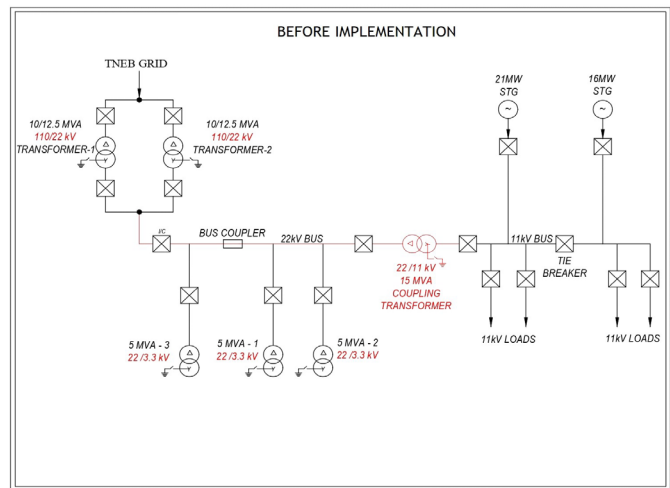 BEFORE IMPLEMENTATION
TNEB GRID
10/12.5 MVA
110/22 kV
TRANSFORMER-1
10/12.5 MVA
110/22 kV
TRANSFORMER-2
21MW
STG
16MW
STG
I/C
BUS COUPLER
22kV BUS
22 /11 kV
15 MVA
COUPLING
TRANSFORMER
11kV BUS
TIE
BREAKER
11kV LOADS
11kV LOADS
5 MVA - 3
22 /3.3 kV
5 MVA - 1
22 /3.3 kV
5 MVA - 2
22 /3.3 kV